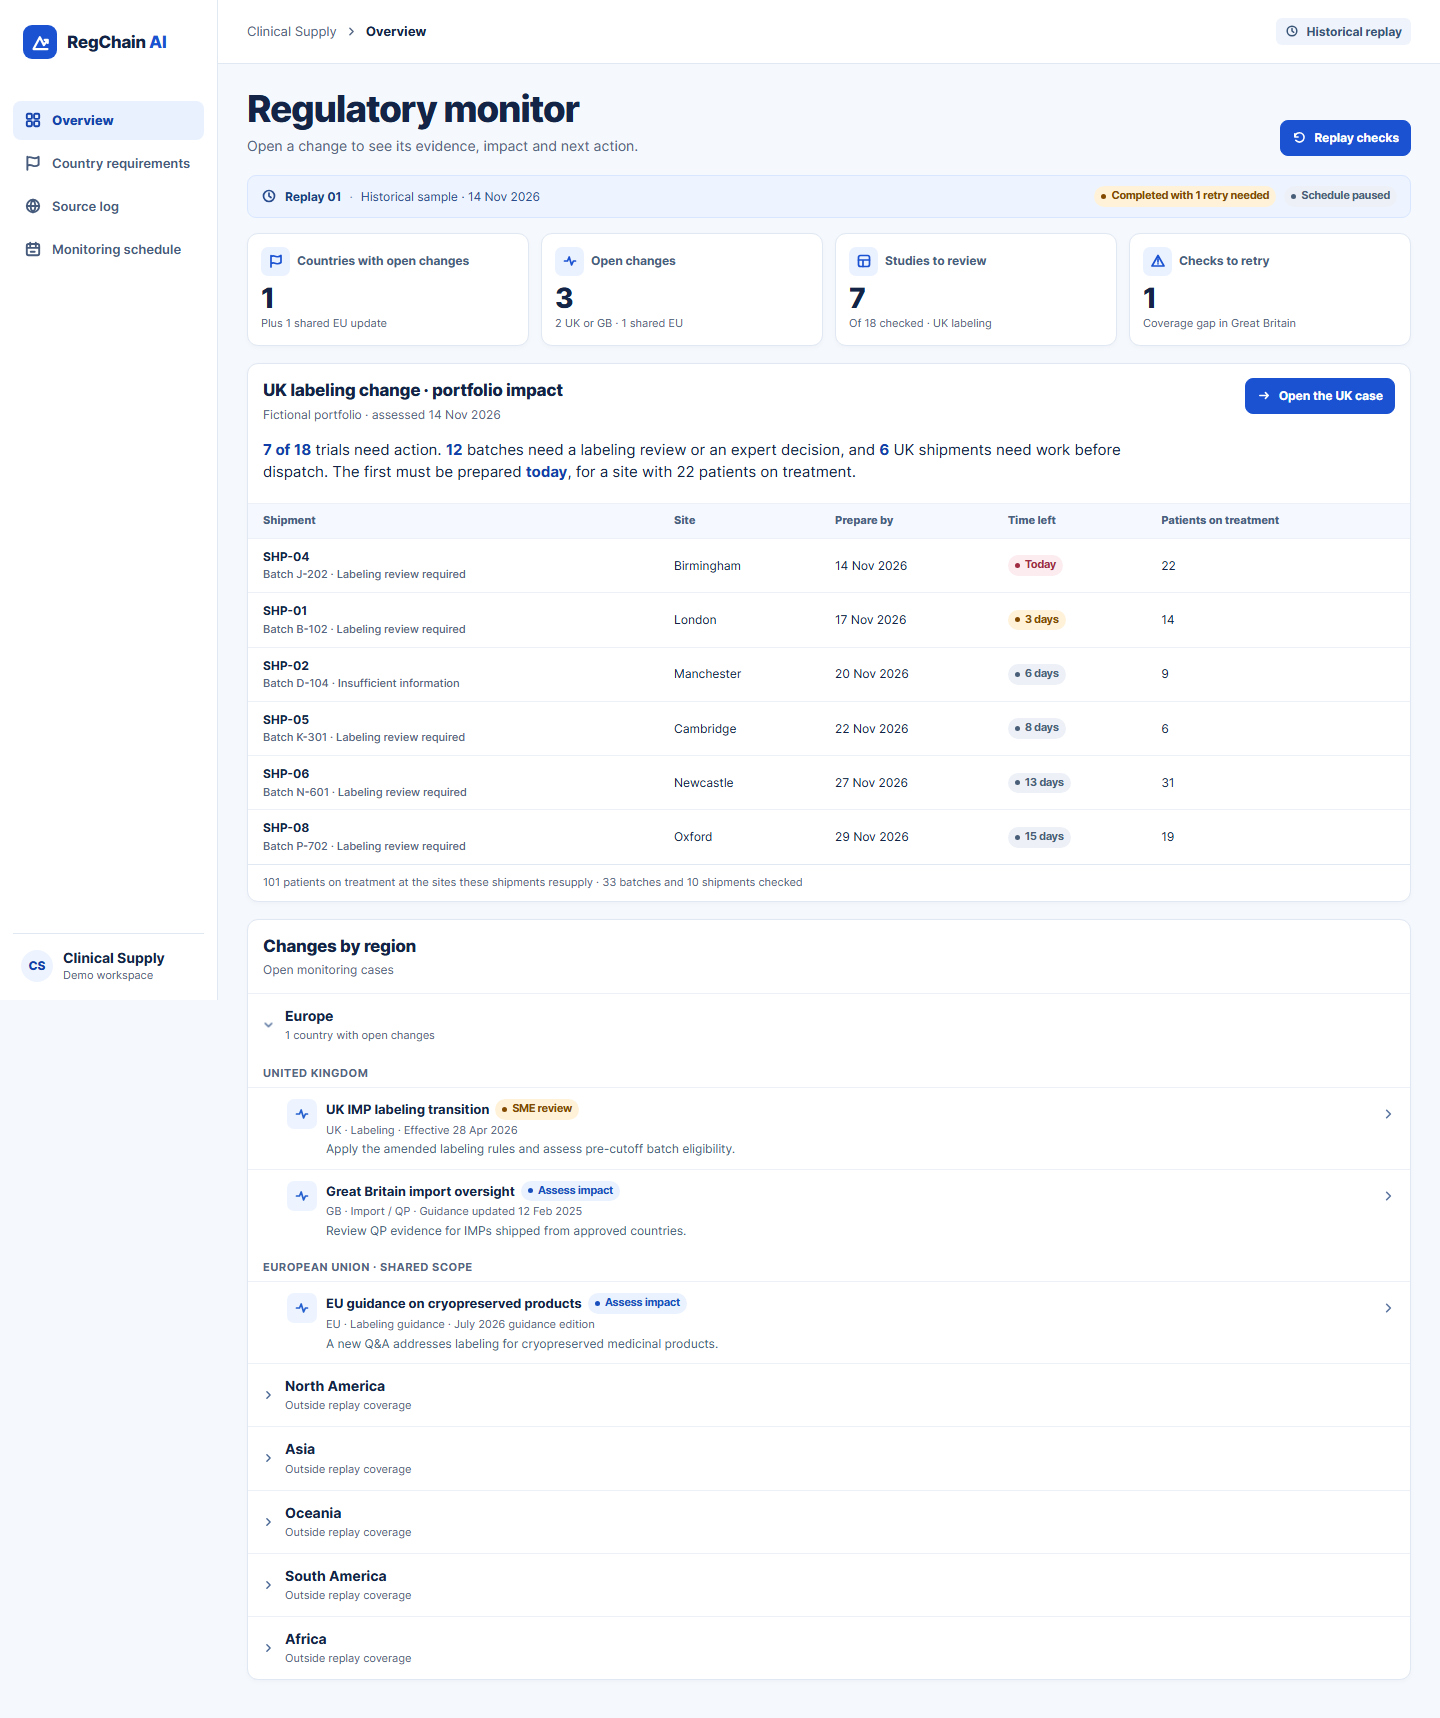 RegChain AI
Overview
Country requirements
Source log
Monitoring schedule
CS
Clinical Supply
Demo workspace
Clinical Supply > Overview
Historical replay
Regulatory monitor
Open a change to see its evidence, impact and next action.
Replay checks
Replay 01 · Historical sample · 14 Nov 2026
Completed with 1 retry needed
Schedule paused
Countries with open changes
1
Plus 1 shared EU update
Open changes
3
2 UK or GB · 1 shared EU
Studies to review
7
Of 18 checked · UK labeling
Checks to retry
1
Coverage gap in Great Britain
UK labeling change · portfolio impact
Fictional portfolio · assessed 14 Nov 2026
Open the UK case
7 of 18 trials need action. 12 batches need a labeling review or an expert decision, and 6 UK shipments need work before
dispatch. The first must be prepared today, for a site with 22 patients on treatment.
Shipment Site Prepare by Time left Patients on treatment
SHP-04
Batch J-202 · Labeling review required
Birmingham 14 Nov 2026 Today 22
SHP-01
Batch B-102 · Labeling review required
London 17 Nov 2026 3 days 14
SHP-02
Batch D-104 · Insufficient information
Manchester 20 Nov 2026 6 days 9
SHP-05
Batch K-301 · Labeling review required
Cambridge 22 Nov 2026 8 days 6
SHP-06
Batch N-601 · Labeling review required
Newcastle 27 Nov 2026 13 days 31
SHP-08
Batch P-702 · Labeling review required
Oxford 29 Nov 2026 15 days 19
101 patients on treatment at the sites these shipments resupply · 33 batches and 10 shipments checked
Changes by region
Open monitoring cases
Europe
1 country with open changes
UNITED KINGDOM
UK IMP labeling transition SME review
UK · Labeling · Effective 28 Apr 2026
Apply the amended labeling rules and assess pre-cutoff batch eligibility.
Great Britain import oversight Assess impact
GB · Import / QP · Guidance updated 12 Feb 2025
Review QP evidence for IMPs shipped from approved countries.
EUROPEAN UNION · SHARED SCOPE
EU guidance on cryopreserved products Assess impact
EU · Labeling guidance · July 2026 guidance edition
A new Q&A addresses labeling for cryopreserved medicinal products.
North America
Outside replay coverage
Asia
Outside replay coverage
Oceania
Outside replay coverage
South America
Outside replay coverage
Africa
Outside replay coverage